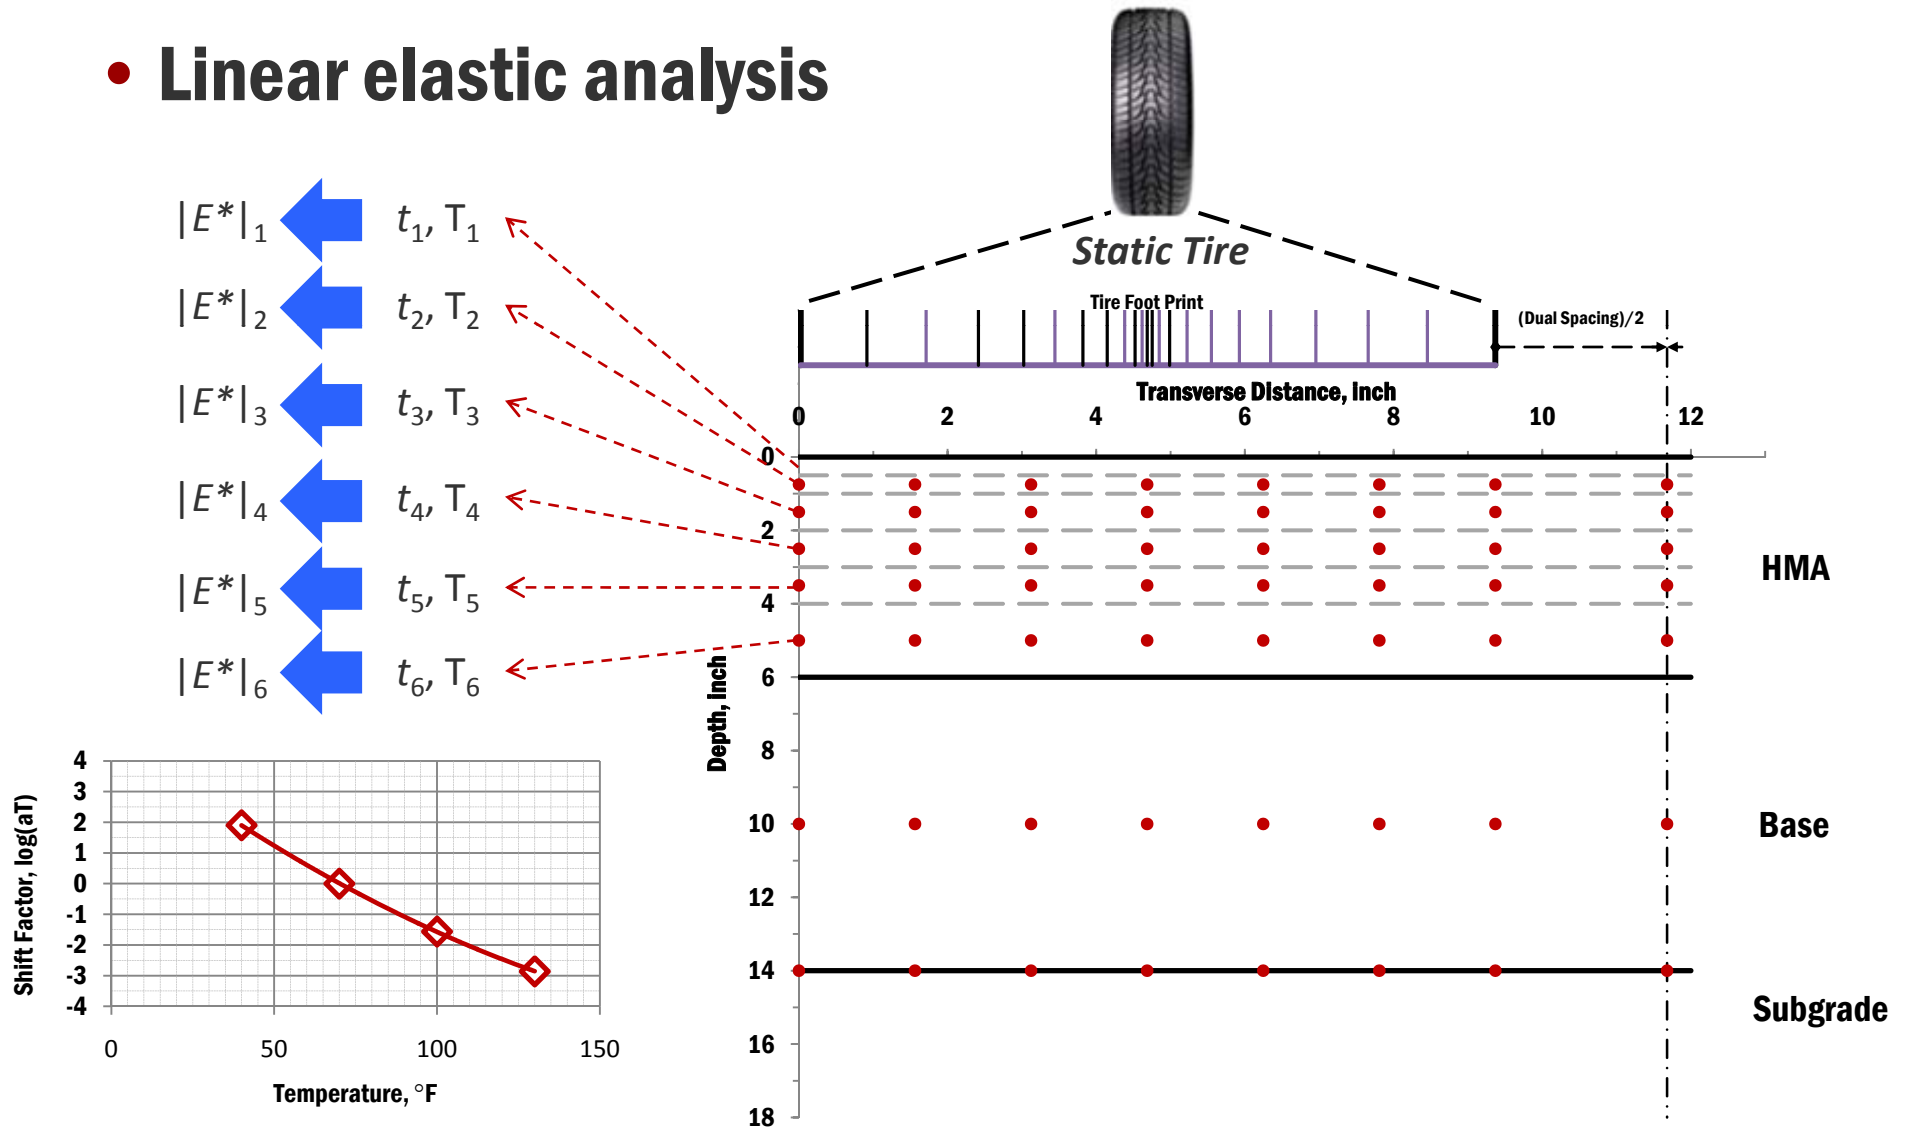 • Linear elastic analysis
|E*|1 t1, T1
|E*|2 t2, T2
|E*|3 t3, T3
|E*|4 t4, T4
|E*|5 t5, T5
|E*|6 t6, T6
Static Tire
Tire Foot Print
(Dual Spacing)/2
Transverse Distance, inch
0 2 4 6 8 10 12
Depth, inch
0
2
4
6
8
10
12
14
16
18
HMA
Base
Subgrade
Shift Factor, log(aT)
4
3
2
1
0
-1
-2
-3
-4
0 50 100 150
Temperature, °F